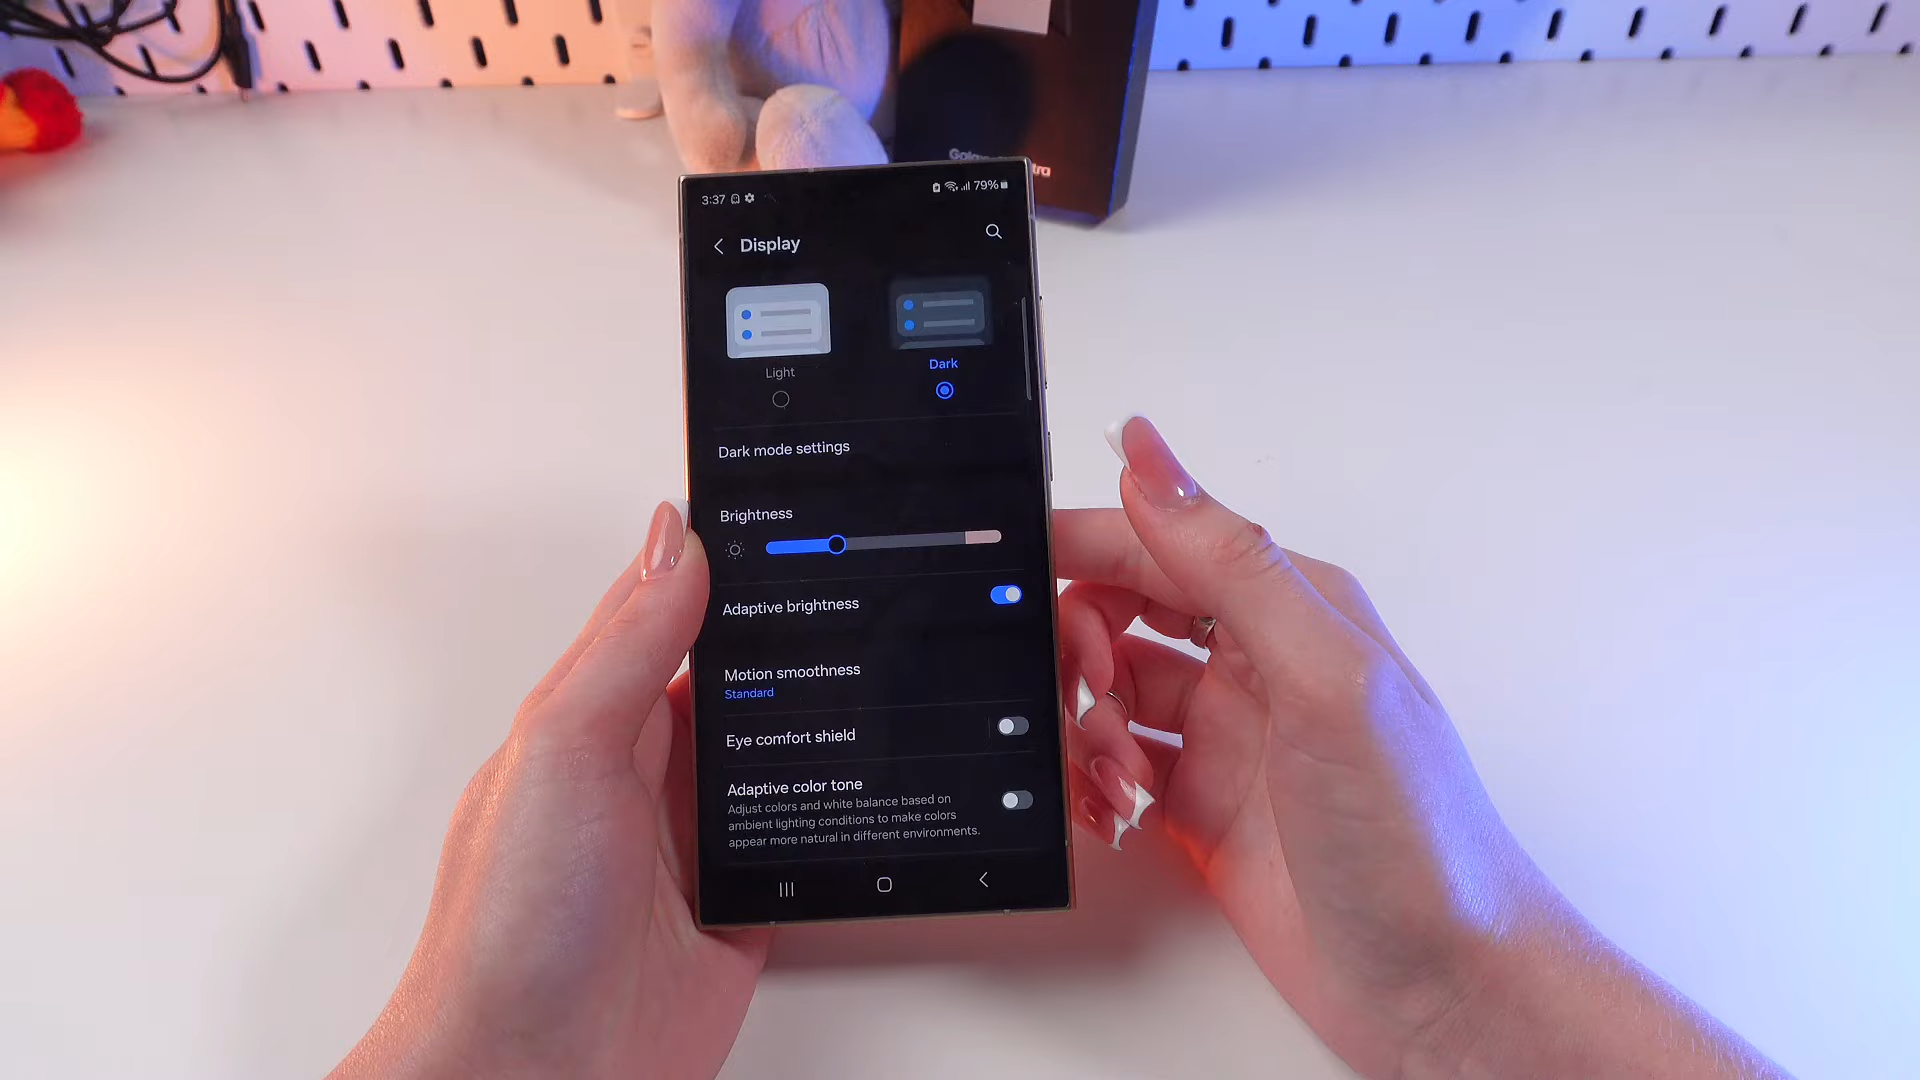 3:37
79%
Display
Light
Dark
Dark mode settings
Brightness
Adaptive brightness
Motion smoothness
Standard
Eye comfort shield
Adaptive color tone
Adjust colors and white balance based on
ambient lighting conditions to make colors
appear more natural in different environments.